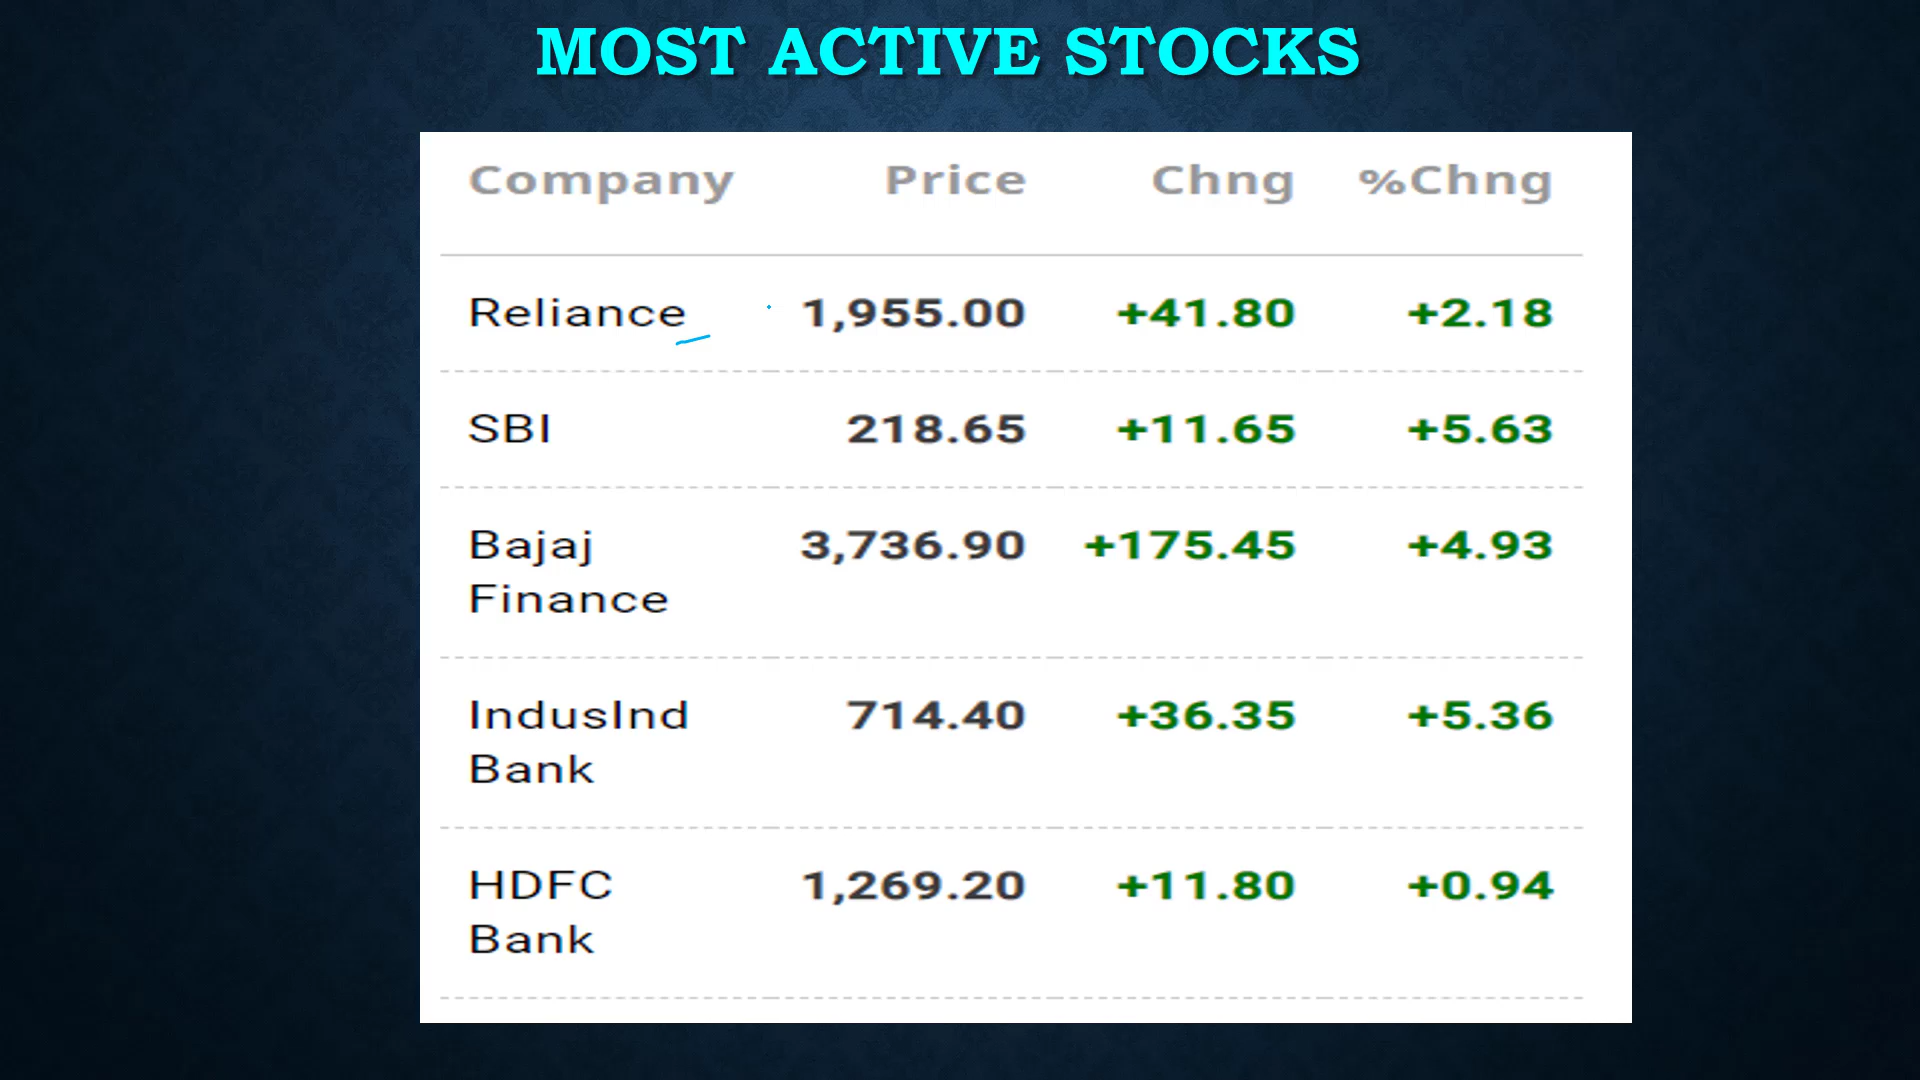 MOST ACTIVE STOCKS
Company Price Chng %Chng
Reliance 1,955.00 +41.80 +2.18
SBI 218.65 +11.65 +5.63
Bajaj 3,736.90 +175.45 +4.93
Finance
IndusInd 714.40 +36.35 +5.36
Bank
HDFC 1,269.20 +11.80 +0.94
Bank